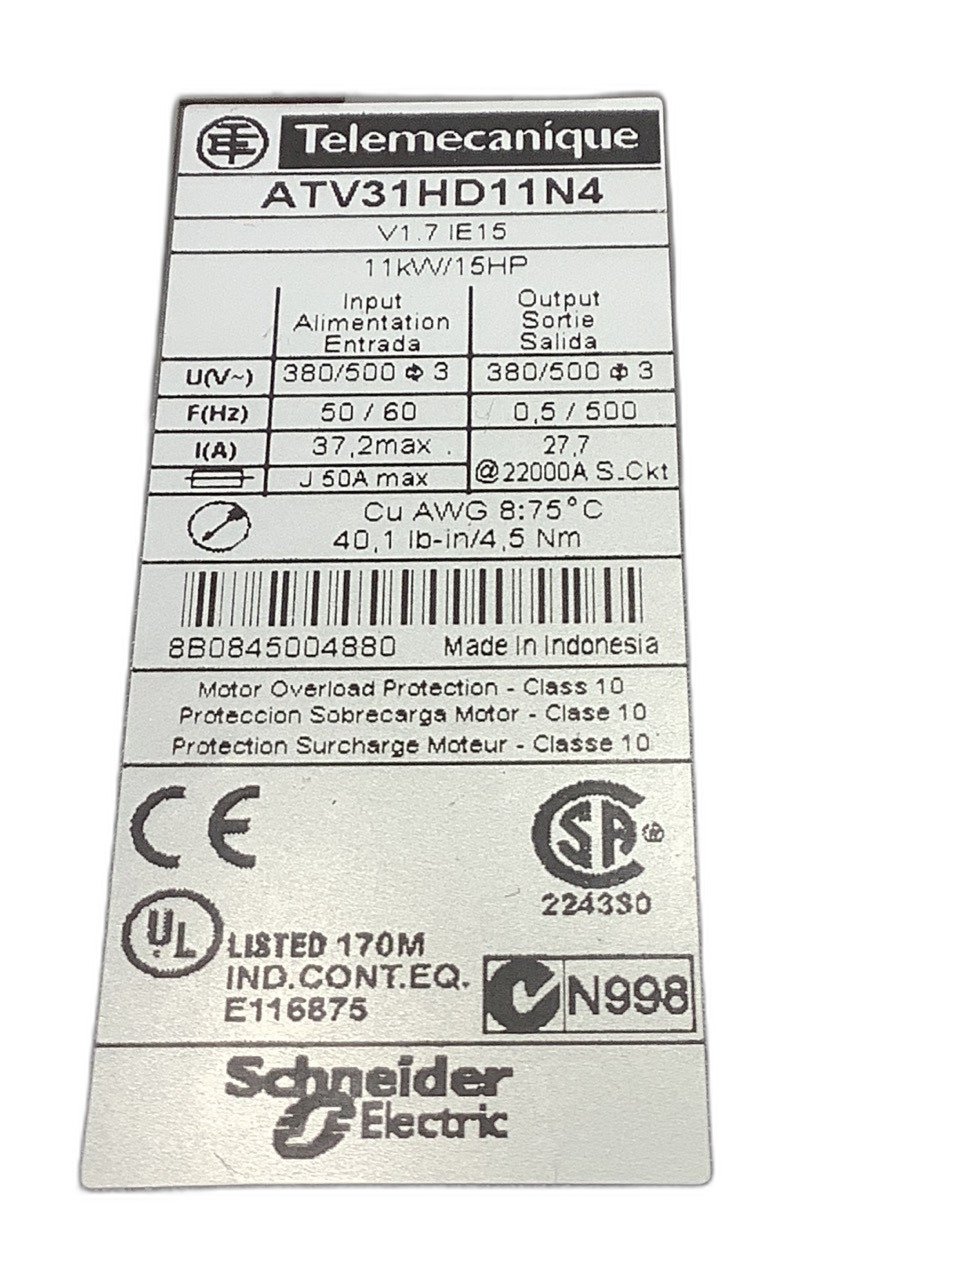 Telemecanique
ATV31HD11N4
V1.7 IE15
11kW/15HP
Input Output
Alimentation Sortie
Entrada Salida
U(V~) 380/500 Φ 3 380/500 Φ 3
F(Hz) 50 / 60 0,5 / 500
I(A) 37,2max. 27,7
J 50A max @22000A S.Ckt
Cu AWG 8:75°C
40,1 lb-in/4,5 Nm
8B0845004880 Made In Indonesia
Motor Overload Protection - Class 10
Proteccion Sobrecarga Motor - Clase 10
Protection Surcharge Moteur - Classe 10
CE
CSA ®
224330
UL LISTED 170M
IND.CONT.EQ.
E116875
N998
Schneider
Electric